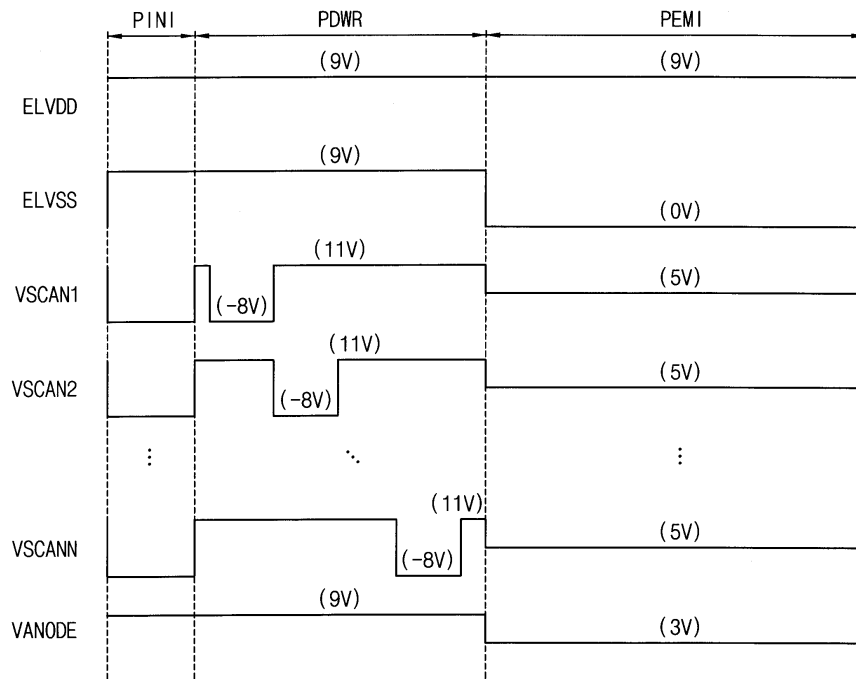 PINI PDWR PEMI
(9V) (9V)
ELVDD
(9V)
ELVSS
(0V)
(11V)
VSCAN1 (-8V) (5V)
(11V)
VSCAN2 (-8V) (5V)
(11V)
VSCANN (-8V) (5V)
(9V)
VANODE (3V)